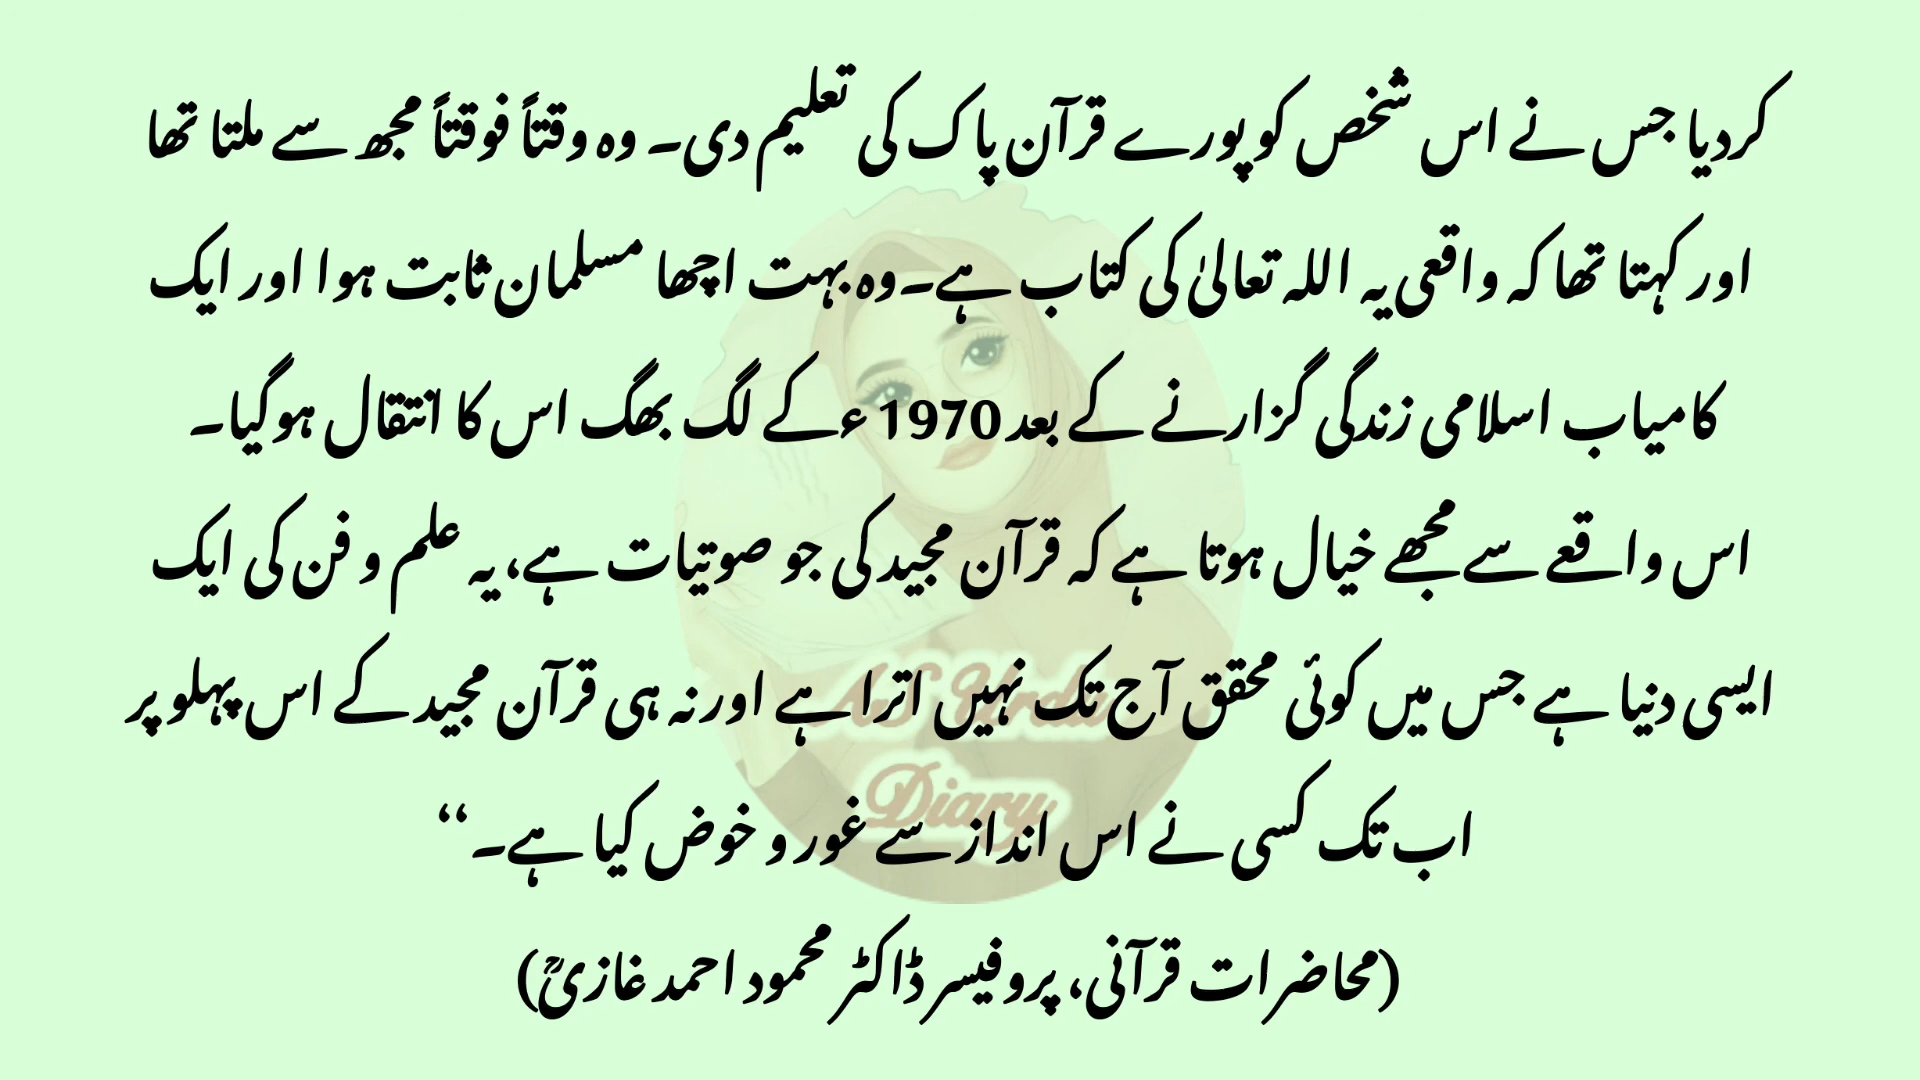 کردیا جس نے اس شخص کو پورے قرآن پاک کی تعلیم دی۔ وہ وقتاً فوقتاً مجھ سے ملتا تھا
اور کہتا تھا کہ واقعی یہ اللہ تعالیٰ کی کتاب ہے۔وہ بہت اچھا مسلمان ثابت ہوا اور ایک
کامیاب اسلامی زندگی گزارنے کے بعد 1970ء کے لگ بھگ اس کا انتقال ہوگیا۔
اس واقعے سے مجھے خیال ہوتا ہے کہ قرآن مجید کی جو صوتیات ہے، یہ علم و فن کی ایک
ایسی دنیا ہے جس میں کوئی محقق آج تک نہیں اترا ہے اور نہ ہی قرآن مجید کے اس پہلو پر
اب تک کسی نے اس انداز سے غور و خوض کیا ہے۔‘‘
(محاضرات قرآنی، پروفیسر ڈاکٹر محمود احمد غازیؒ)
AS Urdu
Diary